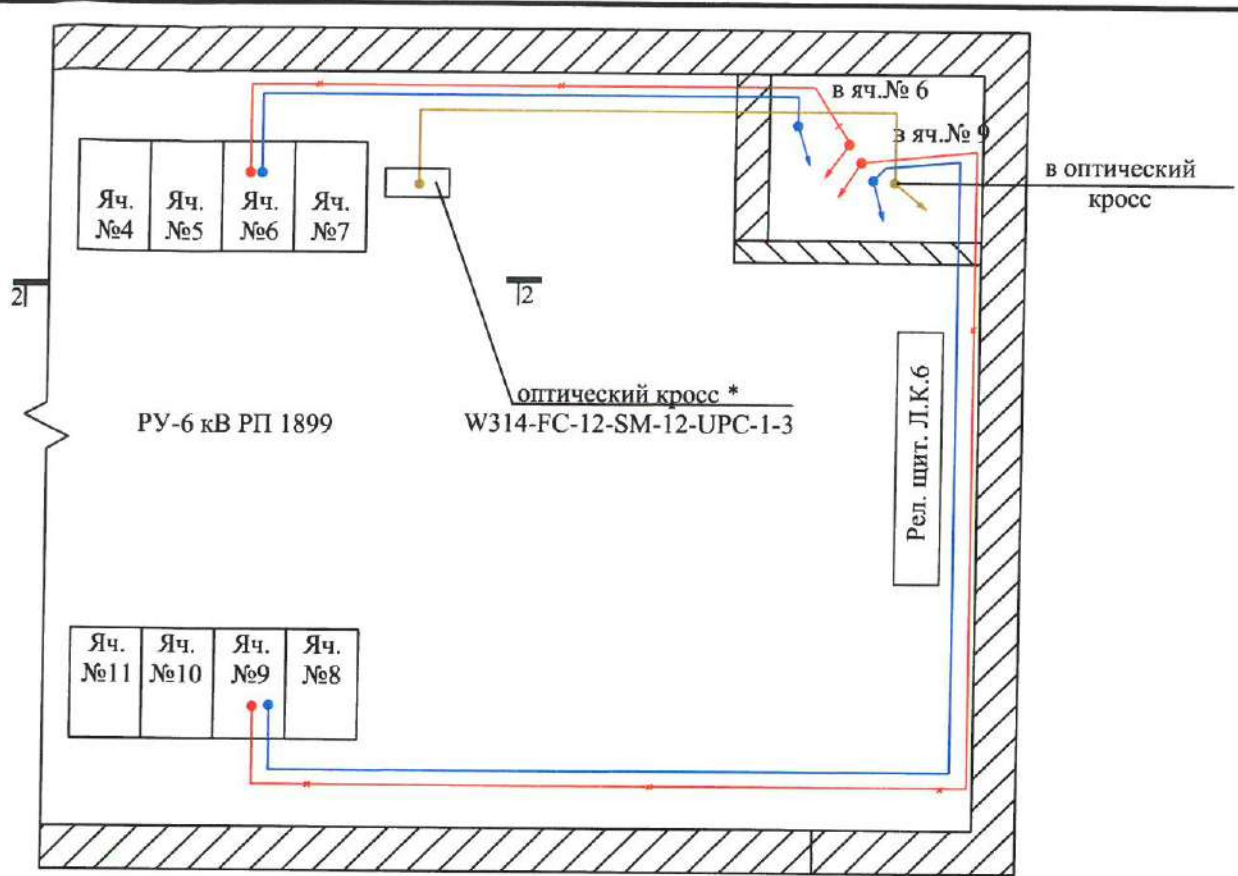 в яч.№ 6
в яч.№ 9
в оптический
кросс
Яч.
№4
Яч.
№5
Яч.
№6
Яч.
№7
2
2
оптический кросс *
W314-FC-12-SM-12-UPC-1-3
РУ-6 кВ РП 1899
Рел. щит. Л.К.6
Яч.
№11
Яч.
№10
Яч.
№9
Яч.
№8